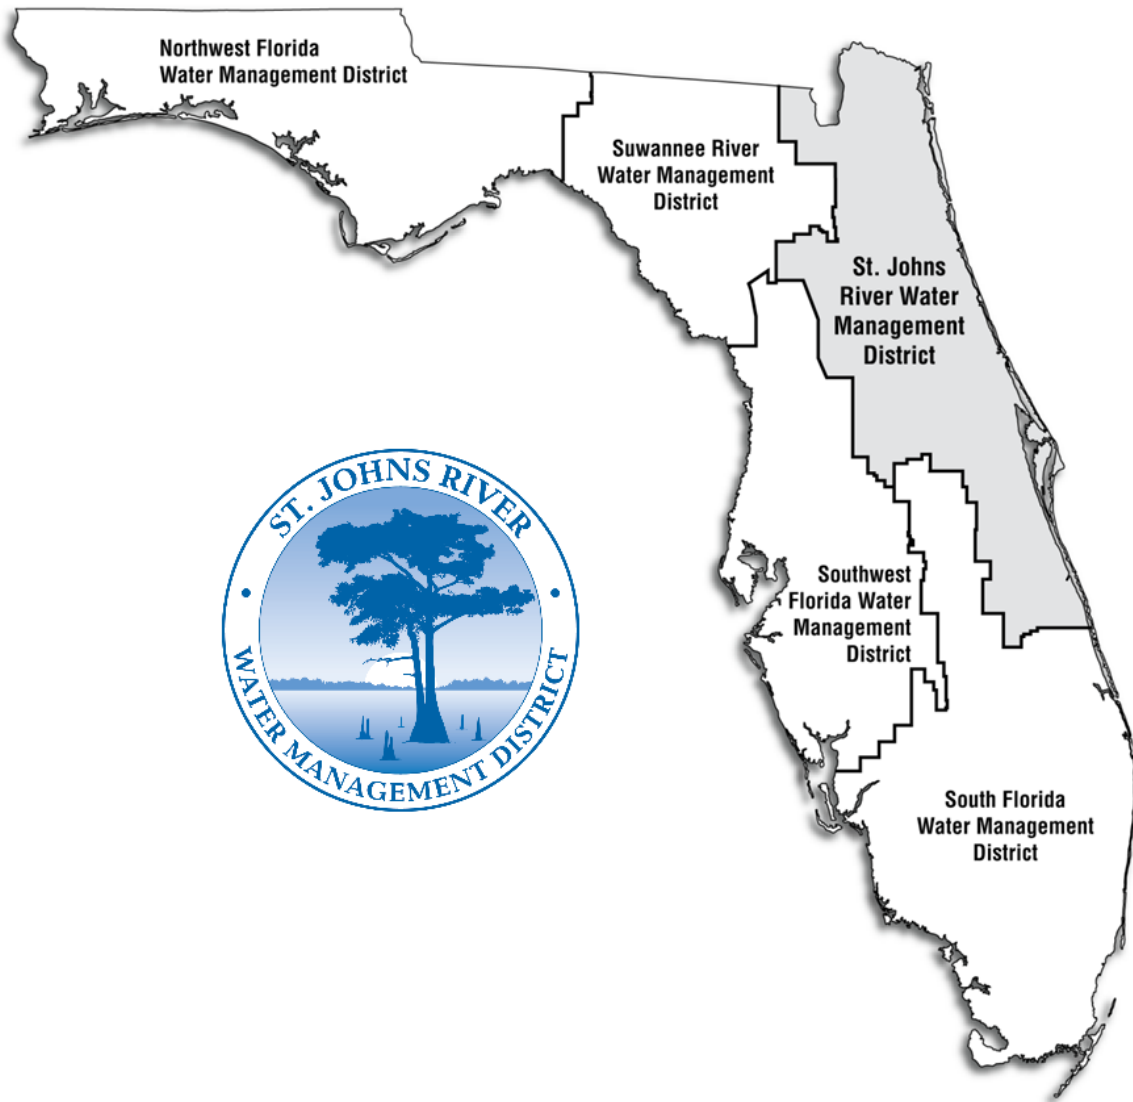 Northwest Florida
Water Management District
Suwannee River
Water Management
District
St. Johns
River Water
Management
District
ST. JOHNS RIVER
WATER MANAGEMENT DISTRICT
Southwest
Florida Water
Management
District
South Florida
Water Management
District